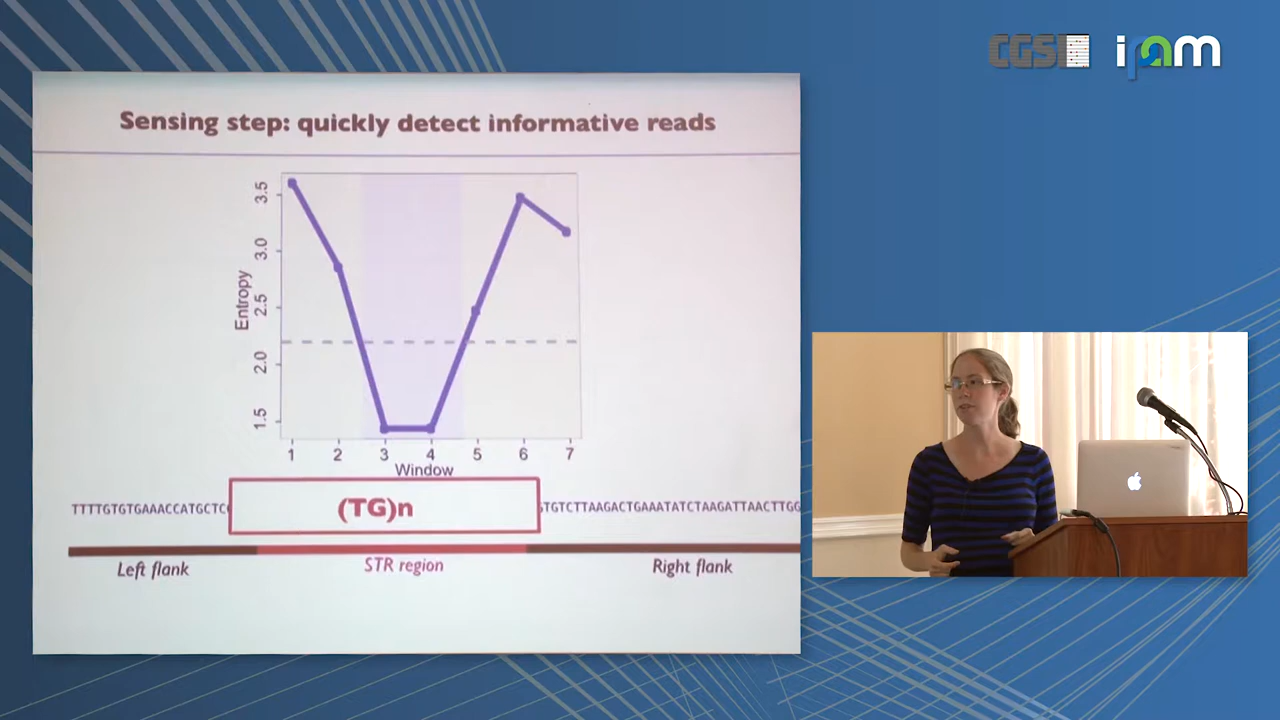 CGSI ipam
Sensing step: quickly detect informative reads
3.5
3.0
2.5
2.0
1.5
Entropy
1 2 3 4 5 6 7
Window
TTTTGTGTGAAACCATGCTC
(TG)n
TGTCTTAAGACTGAAATATCTAAGATTAACTTGG
Left flank
STR region
Right flank